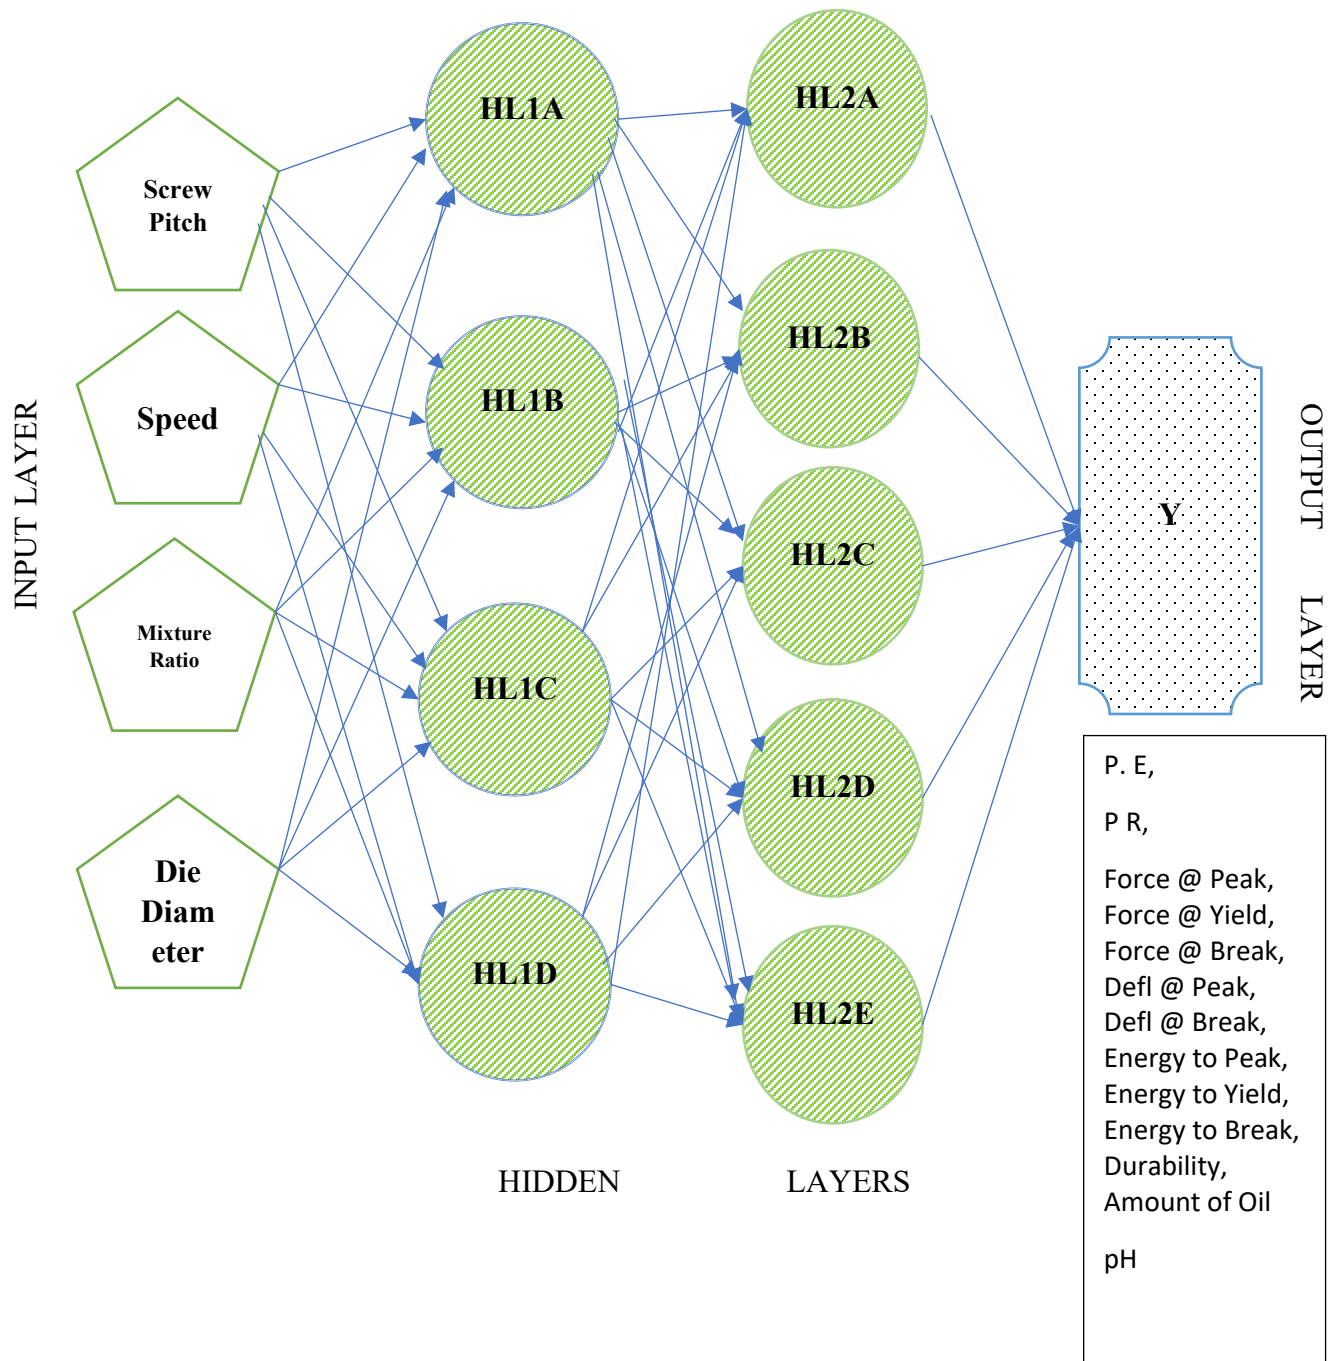 INPUT LAYER
Screw
Pitch
Speed
Mixture
Ratio
Die
Diam
eter
HL1A
HL1B
HL1C
HL1D
HL2A
HL2B
HL2C
HL2D
HL2E
HIDDEN LAYERS
Y
OUTPUT LAYER
P. E,
P R,
Force @ Peak,
Force @ Yield,
Force @ Break,
Defl @ Peak,
Defl @ Break,
Energy to Peak,
Energy to Yield,
Energy to Break,
Durability,
Amount of Oil
pH